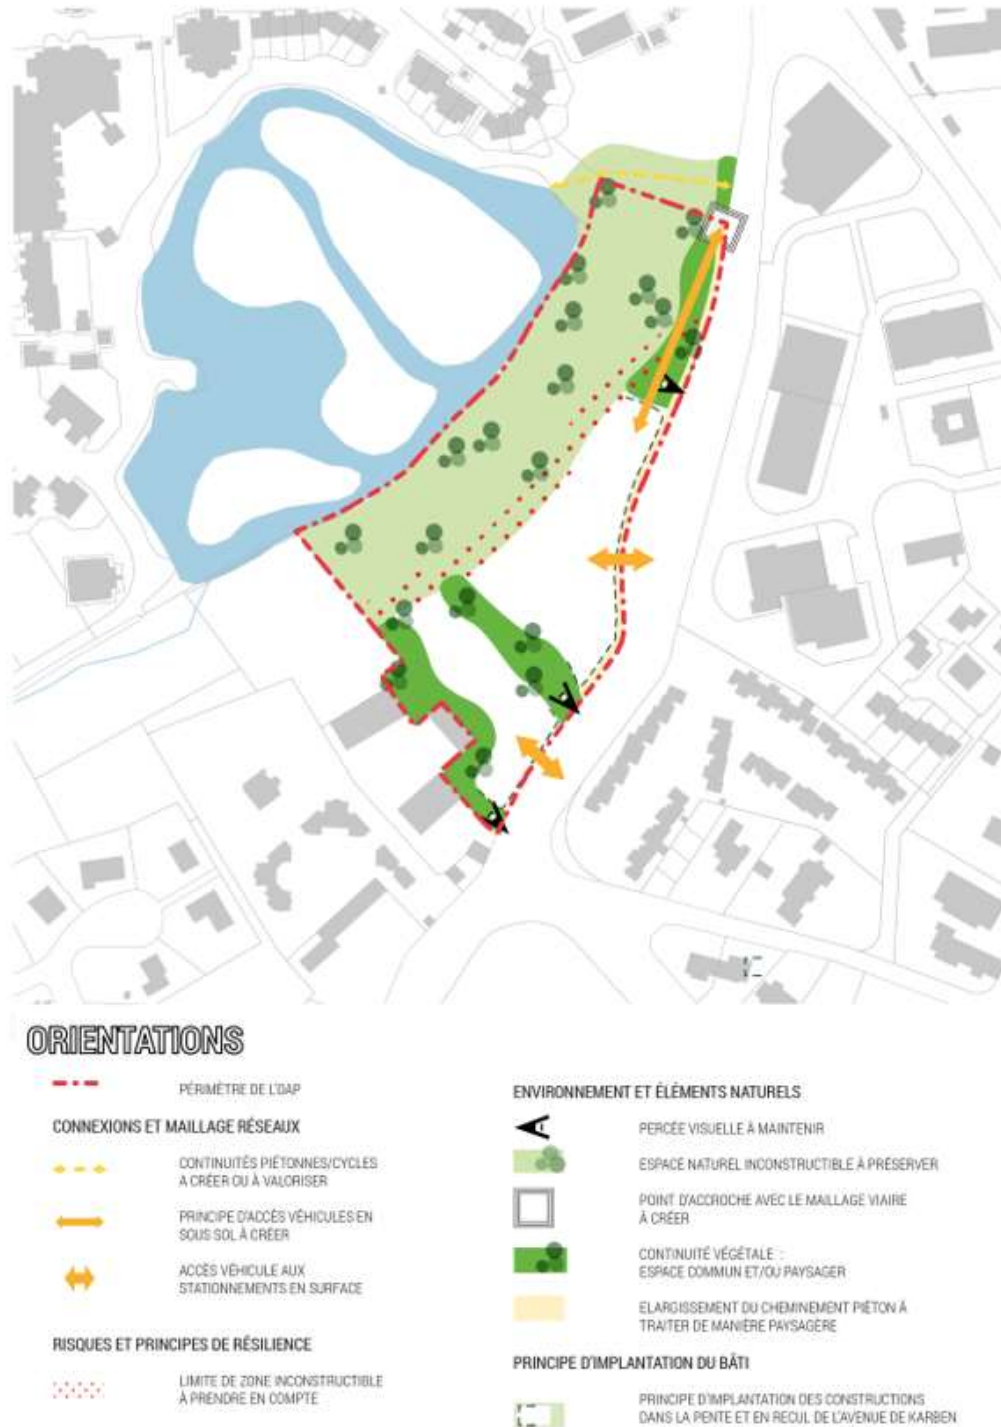 ORIENTATIONS
PÉRIMÈTRE DE L'OAP
CONNEXIONS ET MAILLAGE RÉSEAUX
CONTINUITÉS PIÉTONNES/CYCLES
A CRÉER OU À VALORISER
PRINCIPE D'ACCÈS VÉHICULES EN
SOUS SOL À CRÉER
ACCÈS VÉHICULE AUX
STATIONNEMENTS EN SURFACE
RISQUES ET PRINCIPES DE RÉSILIENCE
LIMITE DE ZONE INCONSTRUCTIBLE
À PRENDRE EN COMPTE
ENVIRONNEMENT ET ÉLÉMENTS NATURELS
PERCÉE VISUELLE À MAINTENIR
ESPACE NATUREL INCONSTRUCTIBLE À PRÉSERVER
POINT D'ACCROCHE AVEC LE MAILLAGE VIAIRE
À CRÉER
CONTINUITÉ VÉGÉTALE :
ESPACE COMMUN ET/OU PAYSAGER
ELARGISSEMENT DU CHEMINEMENT PIÉTON À
TRAITER DE MANIÈRE PAYSAGÈRE
PRINCIPE D'IMPLANTATION DU BÂTI
PRINCIPE D'IMPLANTATION DES CONSTRUCTIONS
DANS LA PENTE ET EN RECUL DE L'AVENUE DE KARBEN